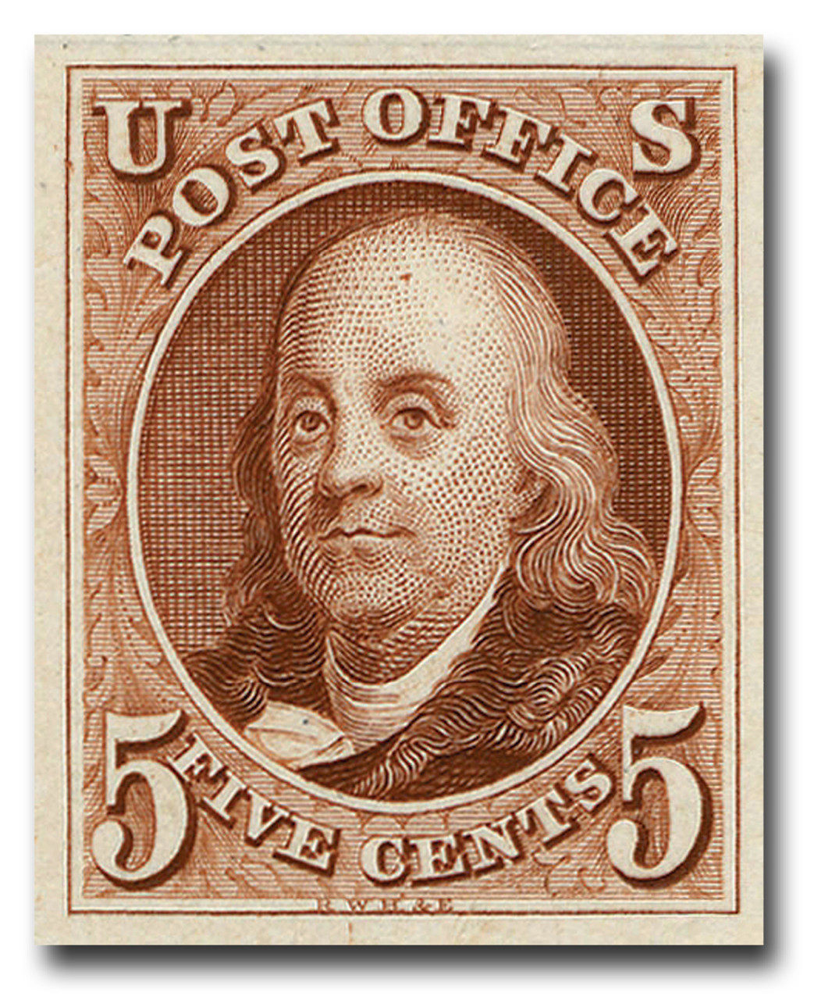 U S
POST OFFICE
5 FIVE CENTS 5
R W H & E